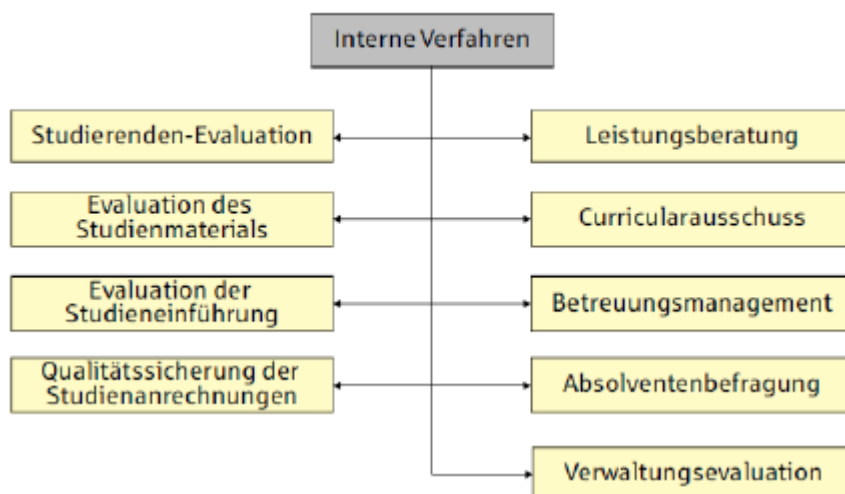 Interne Verfahren
Studierenden-Evaluation
Leistungsberatung
Evaluation des
Studienmaterials
Curricularausschuss
Evaluation der
Studieneinführung
Betreuungsmanagement
Qualitätssicherung der
Studienanrechnungen
Absolventenbefragung
Verwaltungsevaluation